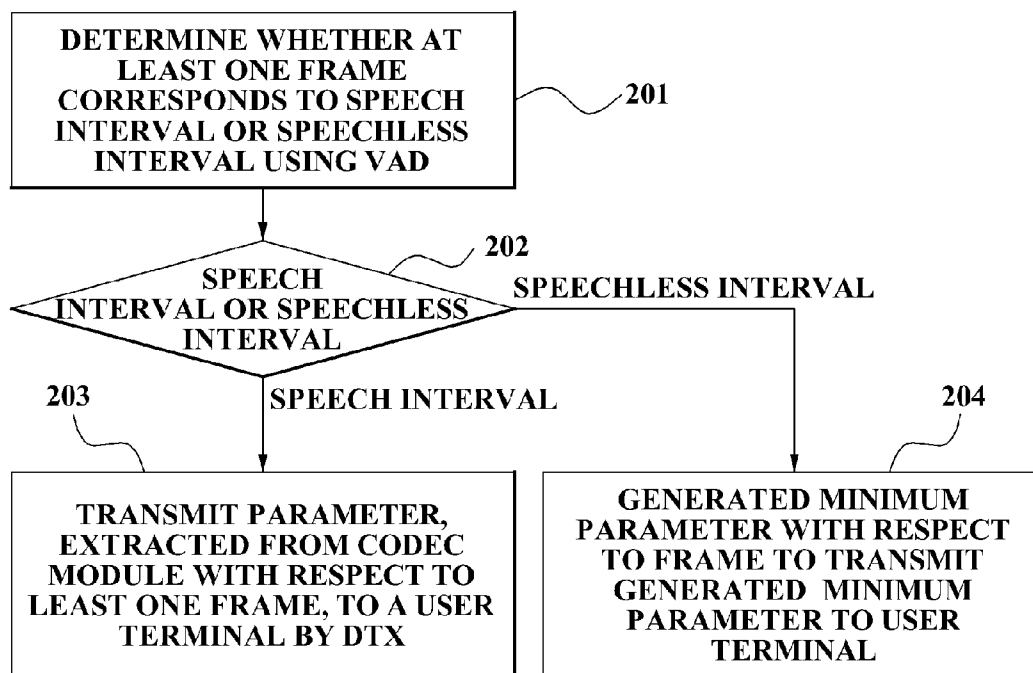 DETERMINE WHETHER AT
LEAST ONE FRAME
CORRESPONDS TO SPEECH
INTERVAL OR SPEECHLESS
INTERVAL USING VAD
201
202
SPEECH
INTERVAL OR SPEECHLESS
INTERVAL
SPEECHLESS INTERVAL
SPEECH INTERVAL
203
204
TRANSMIT PARAMETER,
EXTRACTED FROM CODEC
MODULE WITH RESPECT TO
LEAST ONE FRAME, TO A USER
TERMINAL BY DTX
GENERATED MINIMUM
PARAMETER WITH RESPECT
TO FRAME TO TRANSMIT
GENERATED MINIMUM
PARAMETER TO USER
TERMINAL